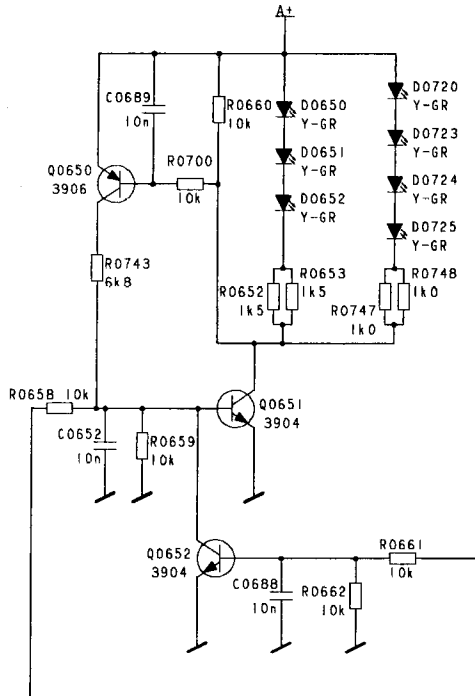 A+
C0689
10n
R0660
10k
D0650
Y-GR
D0651
Y-GR
D0652
Y-GR
D0720
Y-GR
D0723
Y-GR
D0724
Y-GR
D0725
Y-GR
Q0650
3906
R0700
10k
R0743
6k8
R0652
1k5
R0653
1k5
R0747
1k0
R0748
1k0
R0658 10k
C0652
10n
R0659
10k
Q0651
3904
Q0652
3904
C0688
10n
R0662
10k
R0661
10k